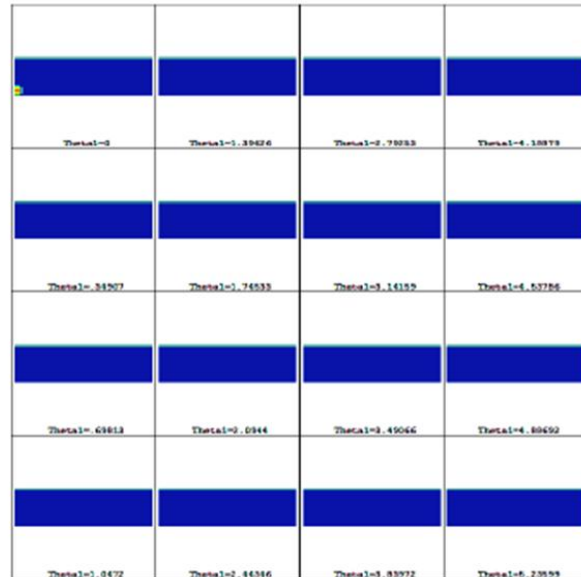 Theta1=0 Theta1=1.39626 Theta1=2.79253 Theta1=4.18879
Theta1=.34907 Theta1=1.74533 Theta1=3.14159 Theta1=4.53786
Theta1=.69813 Theta1=2.0944 Theta1=3.49066 Theta1=4.88692
Theta1=1.0472 Theta1=2.44346 Theta1=3.83972 Theta1=5.23599